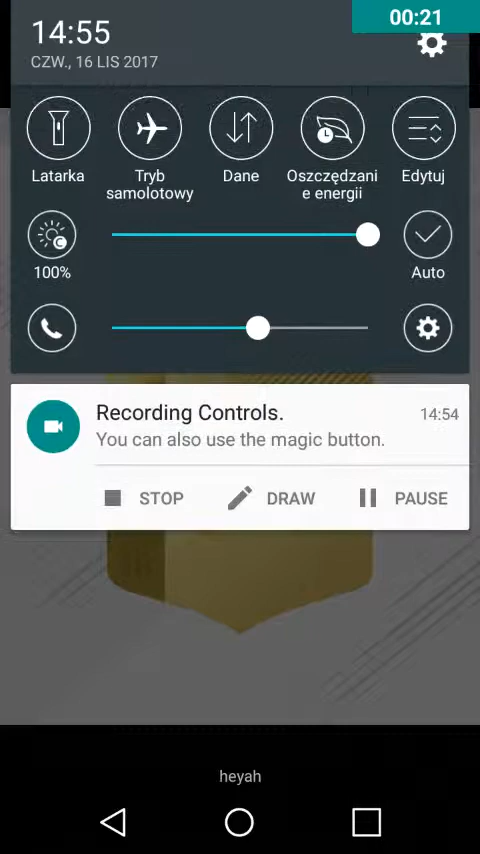 00:21
14:55
CZW., 16 LIS 2017
Latarka
Tryb
samolotowy
Dane
Oszczędzani
e energii
Edytuj
100%
Auto
Recording Controls.
14:54
You can also use the magic button.
STOP
DRAW
PAUSE
heyah